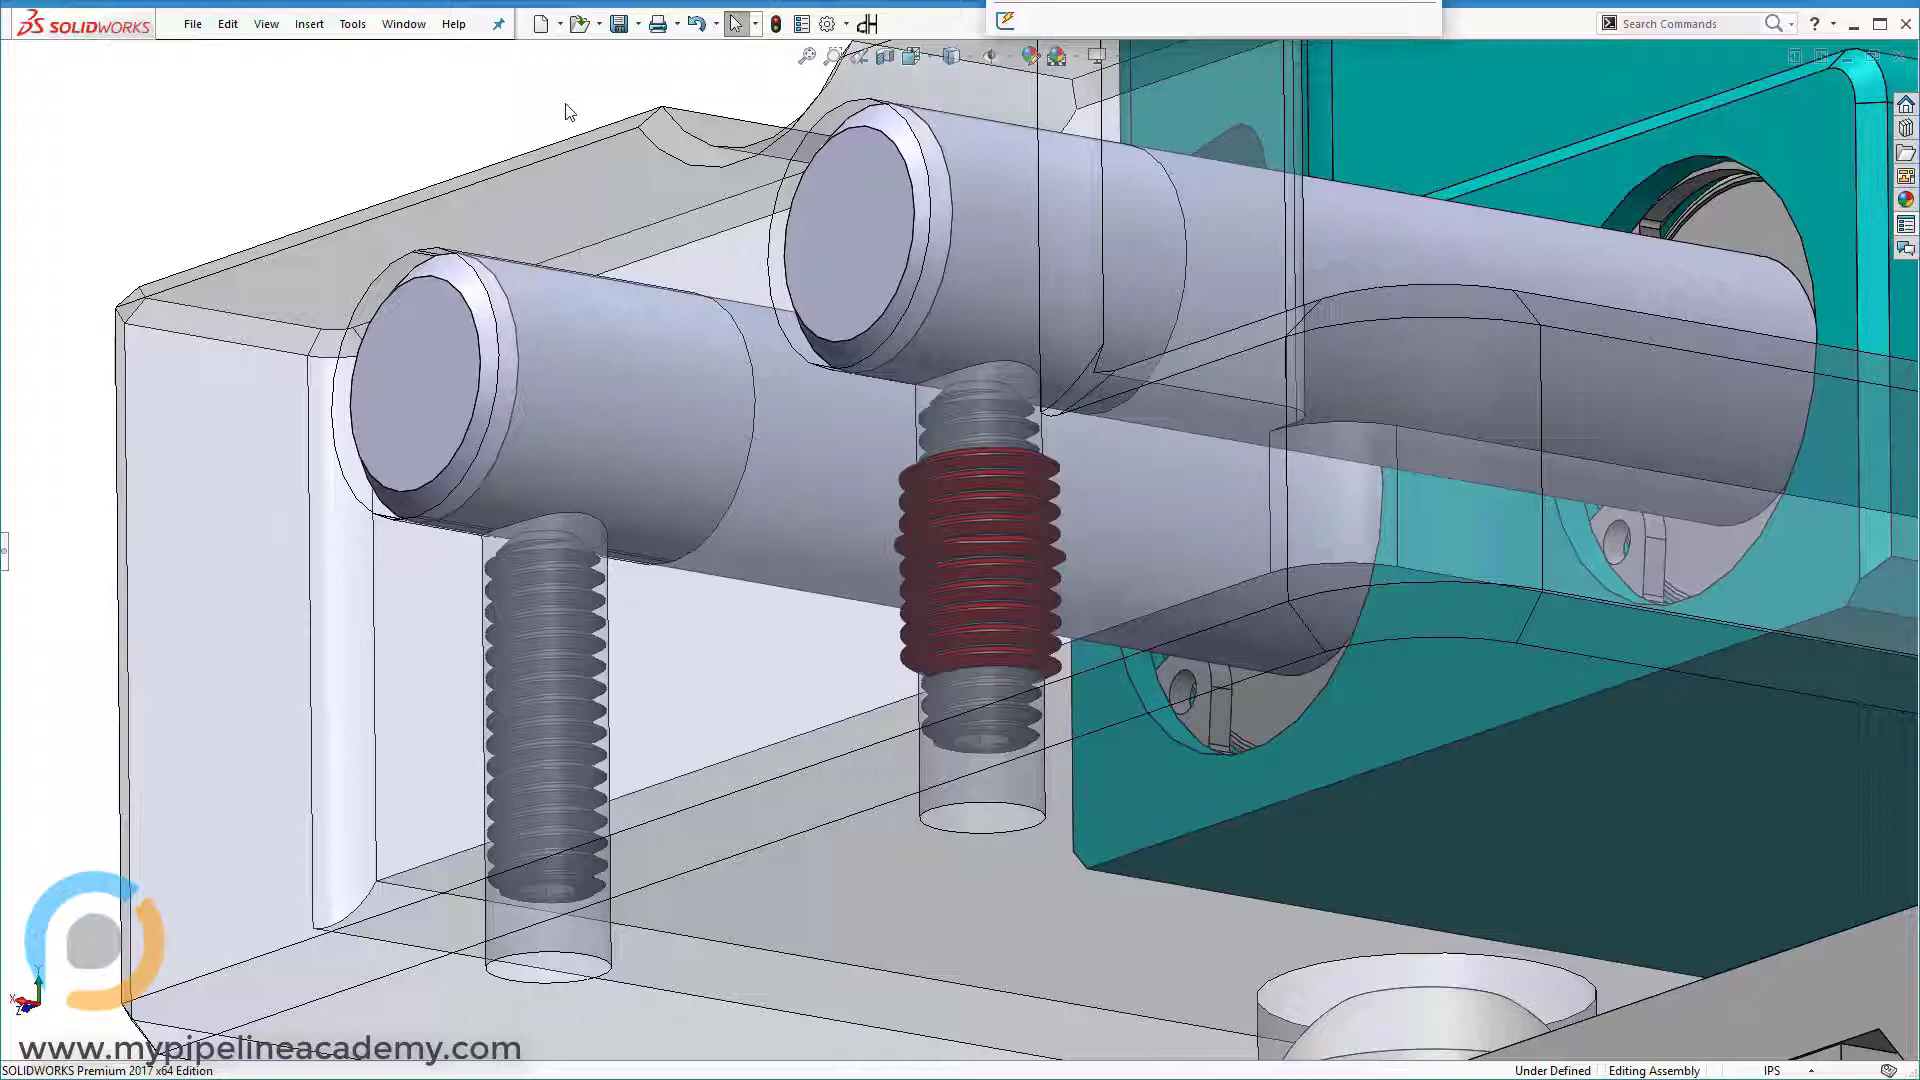 SOLIDWORKS File Edit View Insert Tools Window Help Search Commands ?
X Y Z
www.mypipelineacademy.com
SOLIDWORKS Premium 2017 x64 Edition Under Defined Editing Assembly IPS